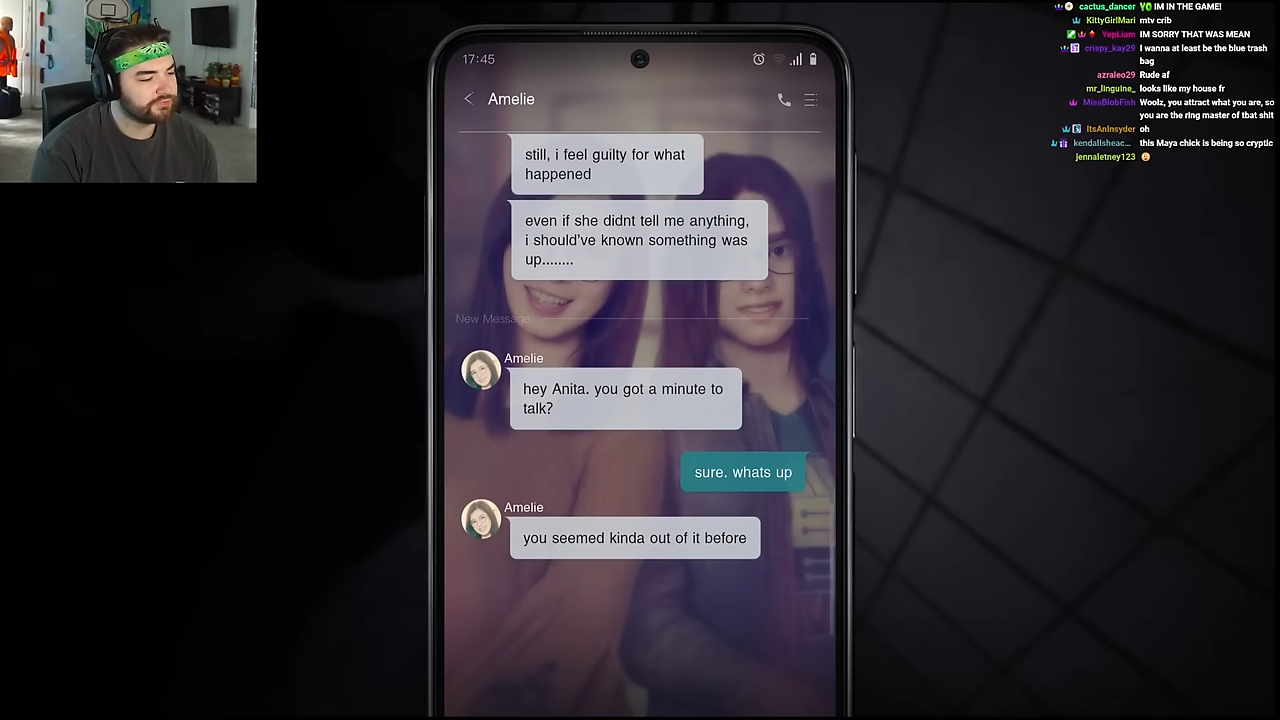 17:45
Amelie
still, i feel guilty for what
happened
even if she didnt tell me anything,
i should've known something was
up........
New Message
Amelie
hey Anita. you got a minute to
talk?
sure. whats up
Amelie
you seemed kinda out of it before
cactus_dancer YO IM IN THE GAME!
KittyGirlMari mtv crib
YepLiam IM SORRY THAT WAS MEAN
crispy_kay29 I wanna at least be the blue trash
bag
azraleo29 Rude af
mr_linguine_ looks like my house fr
MissBlobFish Woolz, you attract what you are, so
you are the ring master of tbat shit
ItsAnInsyder oh
kendallsheac... this Maya chick is being so cryptic
jennaletney123